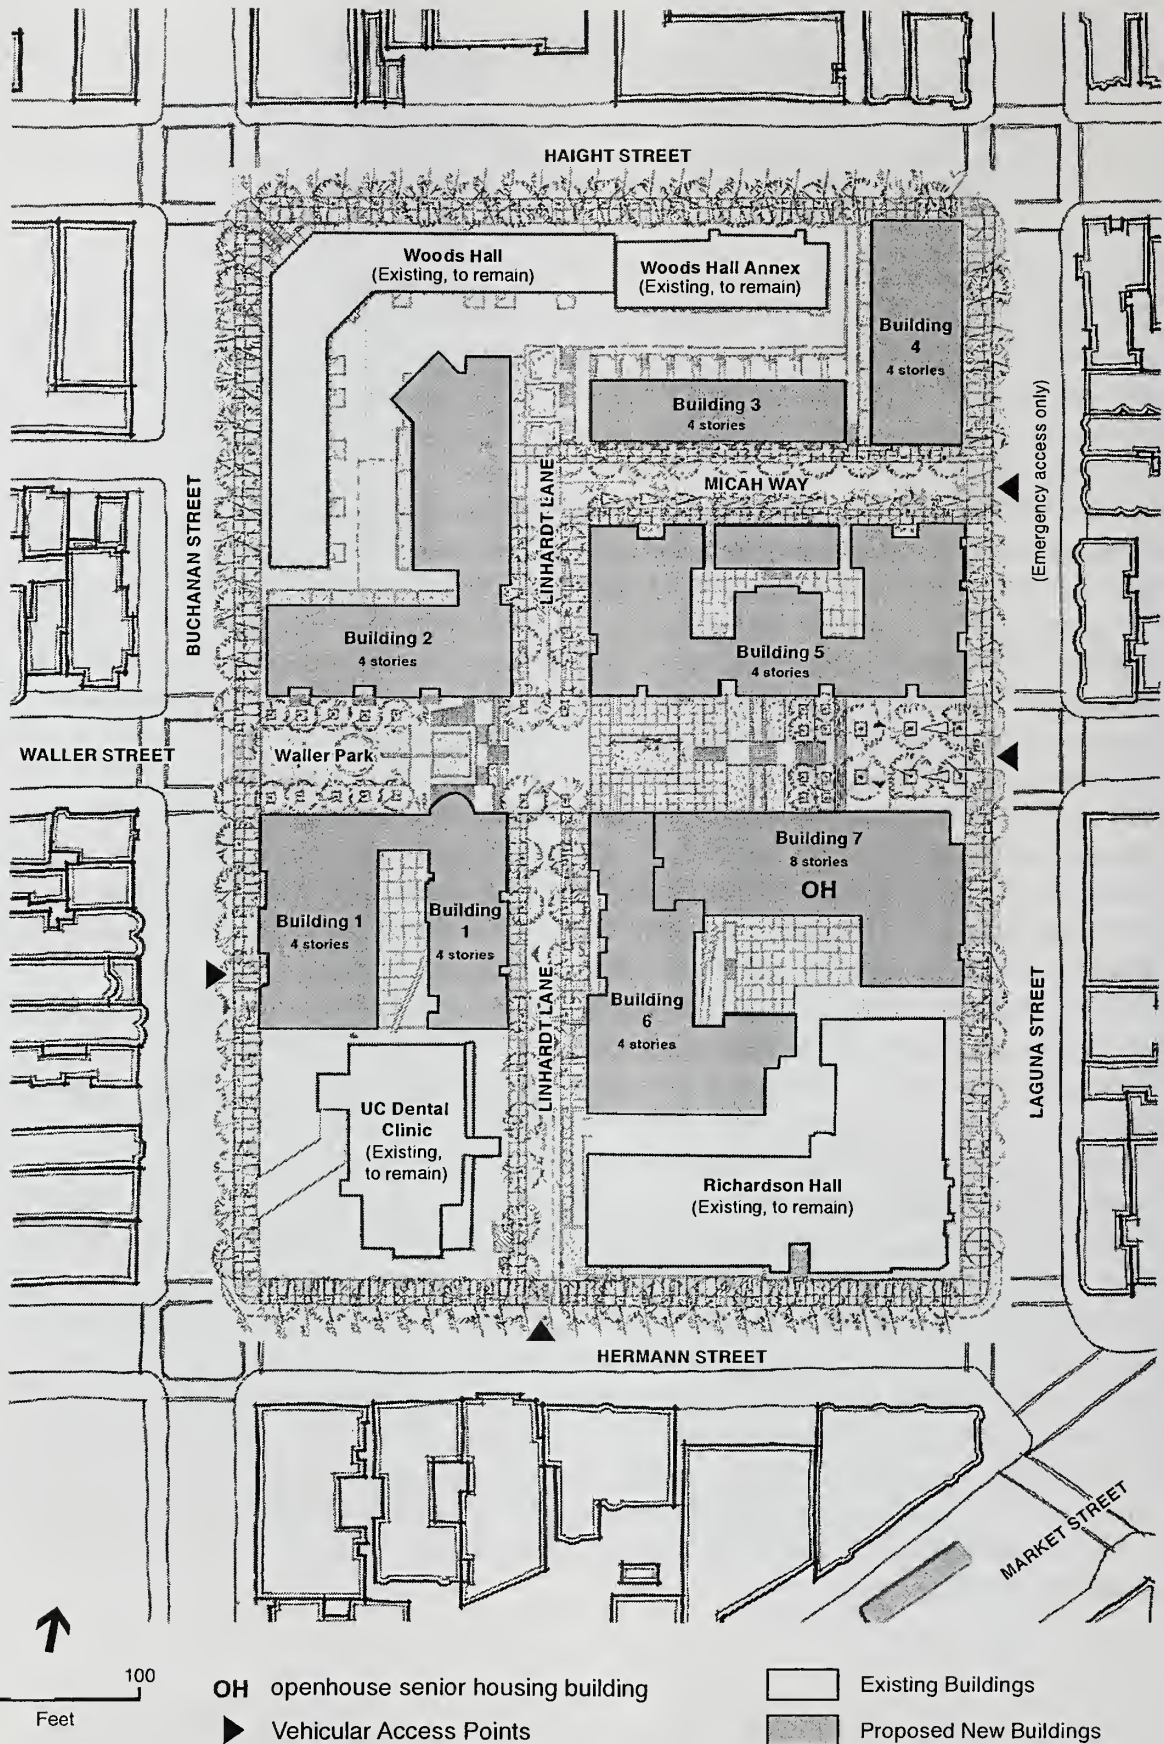 HAIGHT STREET
Woods Hall
(Existing, to remain)
Woods Hall Annex
(Existing, to remain)
Building
4
4 stories
Building 3
4 stories
(Emergency access only)
MICAH WAY
LINHARDT LANE
BUCHANAN STREET
Building 2
4 stories
Building 5
4 stories
WALLER STREET
Waller Park
Building 7
8 stories
OH
Building 1
4 stories
Building
1
4 stories
Building
6
4 stories
LINHARDT LANE
LAGUNA STREET
UC Dental
Clinic
(Existing,
to remain)
Richardson Hall
(Existing, to remain)
HERMANN STREET
MARKET STREET
100
Feet
OH openhouse senior housing building
Vehicular Access Points
Existing Buildings
Proposed New Buildings